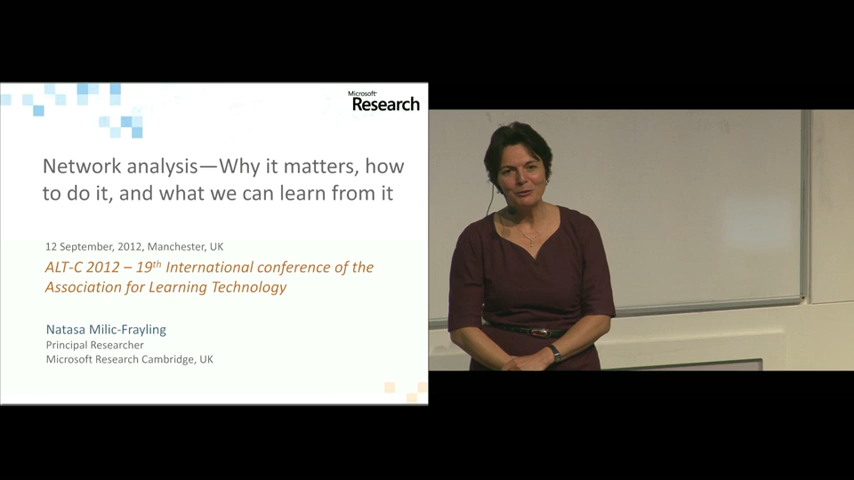 Microsoft®
Research
Network analysis—Why it matters, how
to do it, and what we can learn from it
12 September, 2012, Manchester, UK
ALT-C 2012 – 19th International conference of the
Association for Learning Technology
Natasa Milic-Frayling
Principal Researcher
Microsoft Research Cambridge, UK